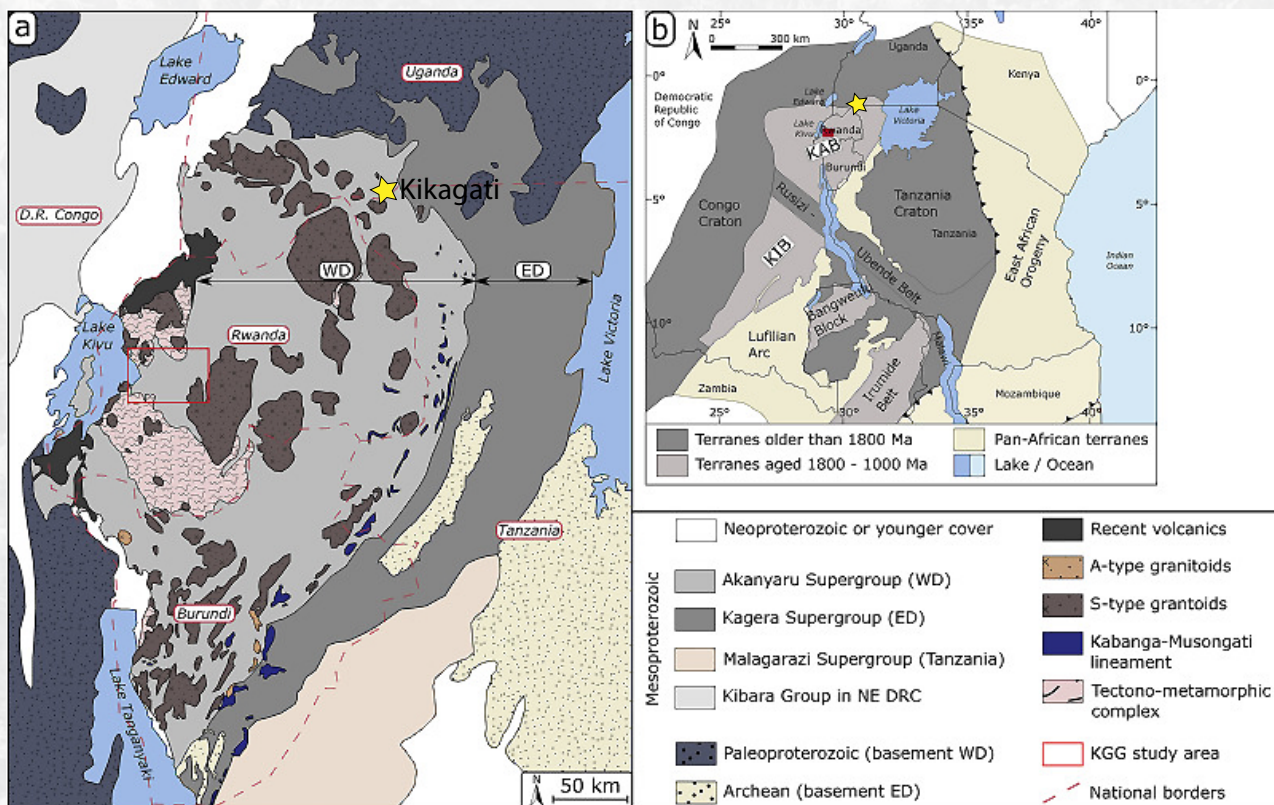 a
Lake
Edward
Uganda
D.R. Congo
Kikagati
WD
ED
Lake
Kivu
Rwanda
Lake Victoria
Tanzania
Burundi
Lake Tanganyaki
N
50 km
b
N
0 300 km
25°
30°
35°
40°
0°
5°
10°
Uganda
Kenya
0°
Democratic
Republic
of Congo
Lake
Edward
Lake
Victoria
Lake
Kivu
Rwanda
KAB
Burundi
Congo
Craton
Rusizi -
Ubende Belt
Tanzania
Craton
Tanzania
5°
East African
Orogeny
Indian
Ocean
KIB
Bangweulu
Block
Lufilian
Arc
Malawi
10°
Irumide
Belt
Zambia
Mozambique
25°
30°
35°
40°
Terranes older than 1800 Ma
Pan-African terranes
Terranes aged 1800 - 1000 Ma
Lake / Ocean
Mesoproterozoic
Neoproterozoic or younger cover
Akanyaru Supergroup (WD)
Kagera Supergroup (ED)
Malagarazi Supergroup (Tanzania)
Kibara Group in NE DRC
Paleoproterozoic (basement WD)
Archean (basement ED)
Recent volcanics
A-type granitoids
S-type grantoids
Kabanga-Musongati
lineament
Tectono-metamorphic
complex
KGG study area
National borders